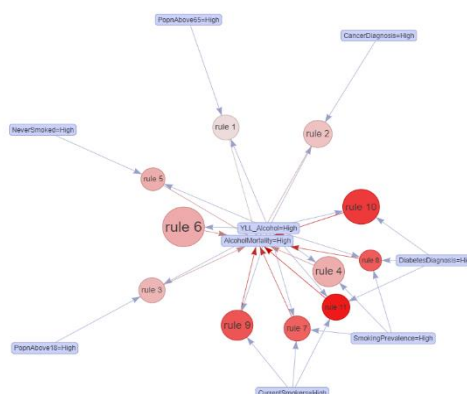 PopnAbove65=High
CancerDiagnosis=High
rule 1
rule 2
NeverSmoked=High
rule 5
rule 10
rule 6
YLL_Alcohol=High
AlcoholMortality=High
rule 8
DiabetesDiagnosis=High
rule 4
rule 3
rule 11
rule 9
rule 7
SmokingPrevalence=High
PopnAbove18=High
CurrentSmokers=High